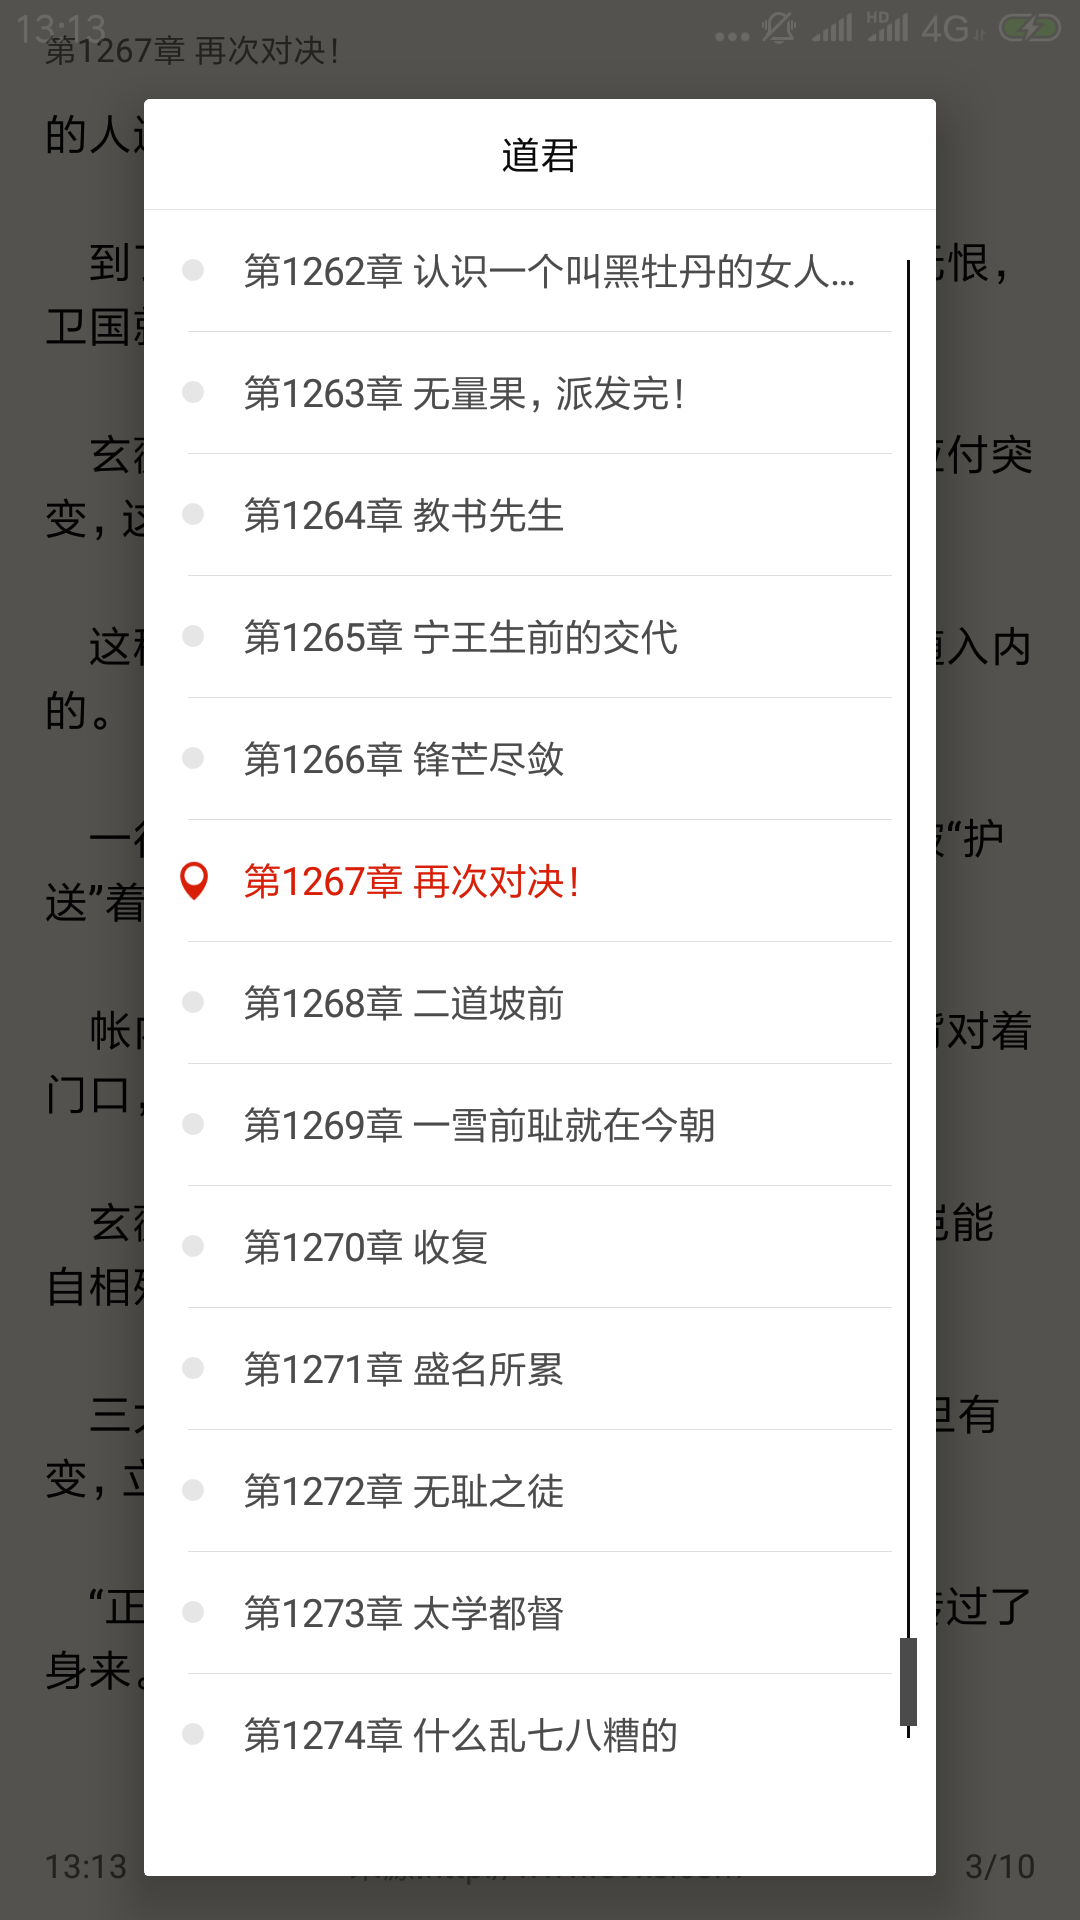 13:13
HD
4G
第1267章 再次对决！
道君
第1262章 认识一个叫黑牡丹的女人...
第1263章 无量果，派发完！
第1264章 教书先生
第1265章 宁王生前的交代
第1266章 锋芒尽敛
第1267章 再次对决！
第1268章 二道坡前
第1269章 一雪前耻就在今朝
第1270章 收复
第1271章 盛名所累
第1272章 无耻之徒
第1273章 太学都督
第1274章 什么乱七八糟的
的人
到 恨，
卫国
玄 付突
变，这
这 入内
的。
一 “护
送”着
帐 对着
门口，
玄 能
自相
三 有
变，立
“正 过了
身来。
13:13
3/10